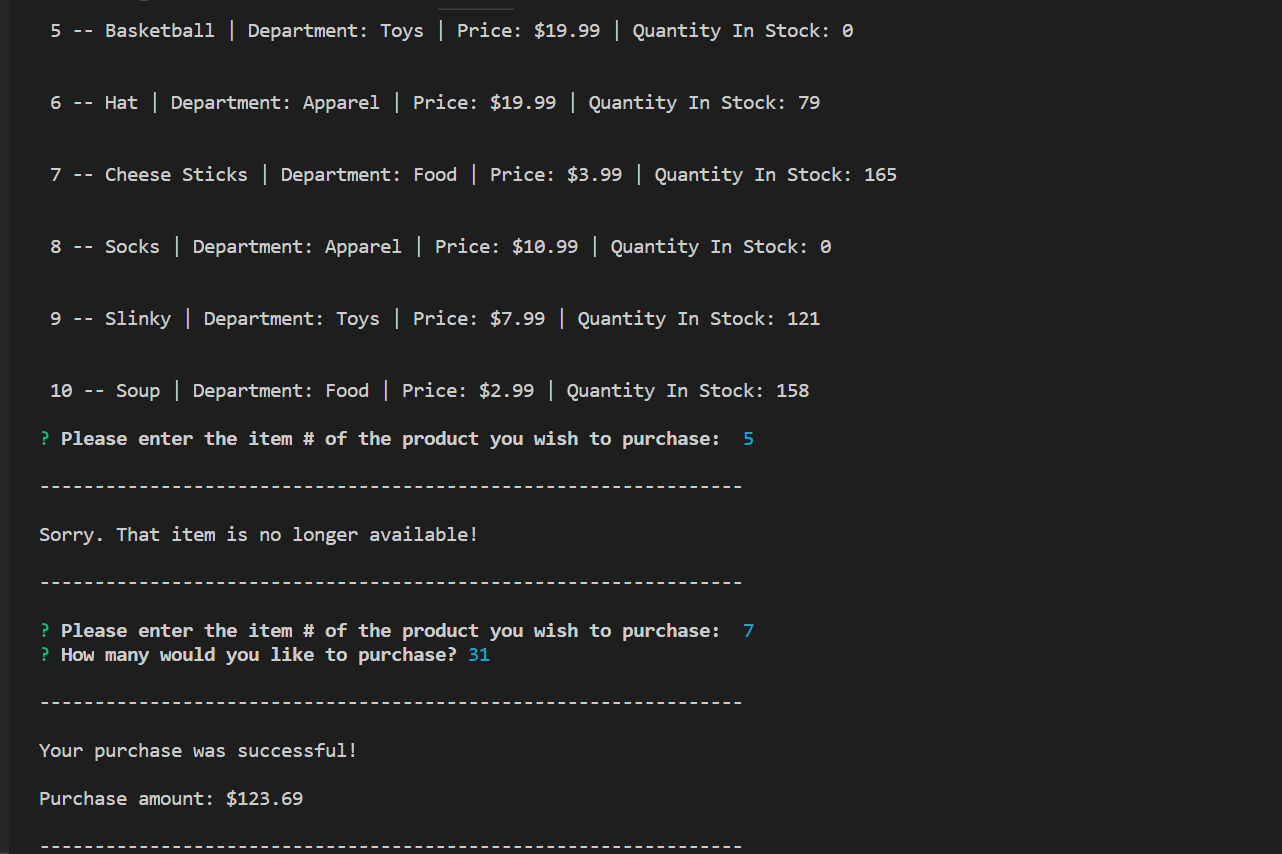 5 -- Basketball | Department: Toys | Price: $19.99 | Quantity In Stock: 0
6 -- Hat | Department: Apparel | Price: $19.99 | Quantity In Stock: 79
7 -- Cheese Sticks | Department: Food | Price: $3.99 | Quantity In Stock: 165
8 -- Socks | Department: Apparel | Price: $10.99 | Quantity In Stock: 0
9 -- Slinky | Department: Toys | Price: $7.99 | Quantity In Stock: 121
10 -- Soup | Department: Food | Price: $2.99 | Quantity In Stock: 158
? Please enter the item # of the product you wish to purchase:  5
----------------------------------------------------------------
Sorry. That item is no longer available!
----------------------------------------------------------------
? Please enter the item # of the product you wish to purchase:  7
? How many would you like to purchase? 31
----------------------------------------------------------------
Your purchase was successful!
Purchase amount: $123.69
----------------------------------------------------------------